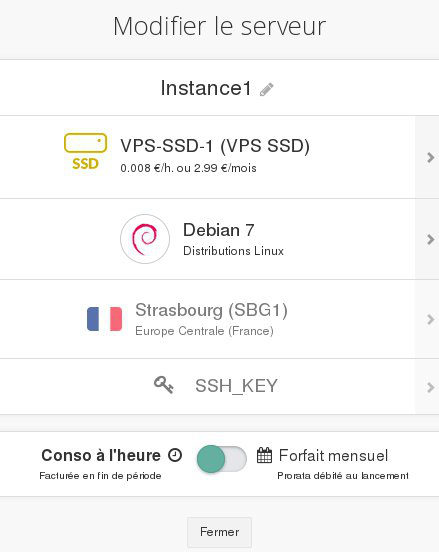 Modifier le serveur
Instance1
VPS-SSD-1 (VPS SSD)
SSD
0.008 €/h. ou 2.99 €/mois
Debian 7
Distributions Linux
Strasbourg (SBG1)
Europe Centrale (France)
SSH_KEY
Conso à l'heure
Forfait mensuel
Facturée en fin de période
Prorata débité au lancement
Fermer